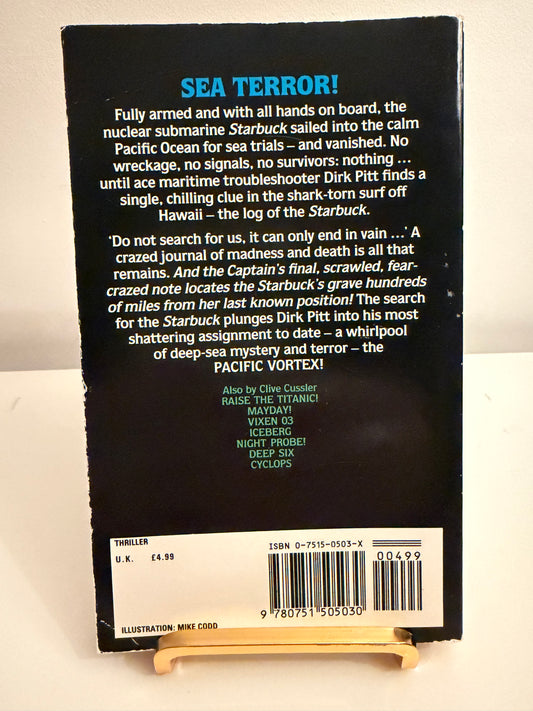 SEA TERROR!
Fully armed and with all hands on board, the
nuclear submarine Starbuck sailed into the calm
Pacific Ocean for sea trials – and vanished. No
wreckage, no signals, no survivors: nothing ...
until ace maritime troubleshooter Dirk Pitt finds a
single, chilling clue in the shark-torn surf off
Hawaii – the log of the Starbuck.
‘Do not search for us, it can only end in vain ...’ A
crazed journal of madness and death is all that
remains. And the Captain's final, scrawled, fear-
crazed note locates the Starbuck's grave hundreds
of miles from her last known position! The search
for the Starbuck plunges Dirk Pitt into his most
shattering assignment to date – a whirlpool
of deep-sea mystery and terror – the
PACIFIC VORTEX!
Also by Clive Cussler
RAISE THE TITANIC!
MAYDAY!
VIXEN 03
ICEBERG
NIGHT PROBE!
DEEP SIX
CYCLOPS
THRILLER
U.K. £4.99
ISBN 0-7515-0503-X
00499
9 780751 505030
ILLUSTRATION: MIKE CODD